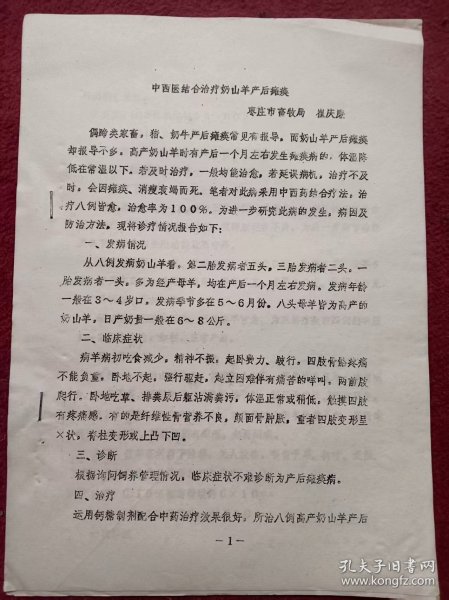 中西医结合治疗奶山羊产后瘫痪
枣庄市畜牧局 崔庆
偶蹄类家畜，猪、奶牛产后瘫痪常见有报导。而奶山羊产后瘫痪
却报导不多。高产奶山羊时有产后一个月左右发生瘫痪病的，体温降
低在常温以下。若及时治疗，一般均能治愈，若延误病机，治疗不及
时，会因瘫痪、消瘦衰竭而死。笔者对此病采用中西药结合疗法，治
疗八例皆愈，治愈率为100%。为进一步研究此病的发生，病因及
防治方法，现将诊疗情况报告如下：
一、发病情况
从八例发病奶山羊看，第二胎发病者五头，三胎发病者二头，一
胎发病者一头，多为经产母羊，均在产后一个月左右发病。发病年龄
一般在3～4岁口，发病季节多在5～6月份。八头母羊皆为高产的
奶山羊，日产奶量一般在6～8公斤。
二、临床症状
病羊病初吃食减少，精神不振，起卧费力、跛行，四肢骨骼疼痛
不能负重，卧地不起，强行驱赶，起立困难伴有痛苦的咩叫，两前肢
爬行。卧地吃草、排粪尿后躯沾满粪污，体温正常或稍低，触摸四肢
有疼痛感，有的是纤维性骨营养不良，颜面骨肿胀，重者四肢变形呈
X状，脊柱变形或上凸下凹。
三、诊断
根据询问饲养管理情况，临床症状不难诊断为产后瘫痪病。
四、治疗
运用钙糖制剂配合中药治疗效果很好，所治八例高产奶山羊产后
－1－
孔夫子旧书网
www.kongfz.com